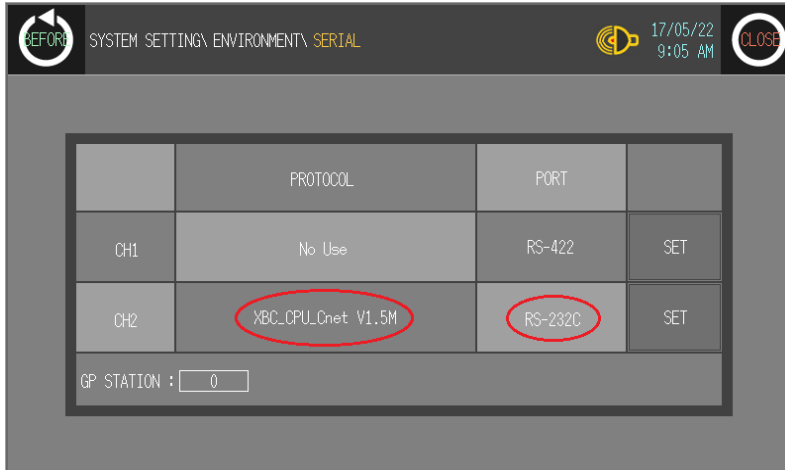 BEFORE SYSTEM SETTING\ ENVIRONMENT\ SERIAL 17/05/22 CLOSE
9:05 AM
PROTOCOL PORT
CH1 No Use RS-422 SET
CH2 XBC_CPU_Cnet V1.5M RS-232C SET
GP STATION : 0